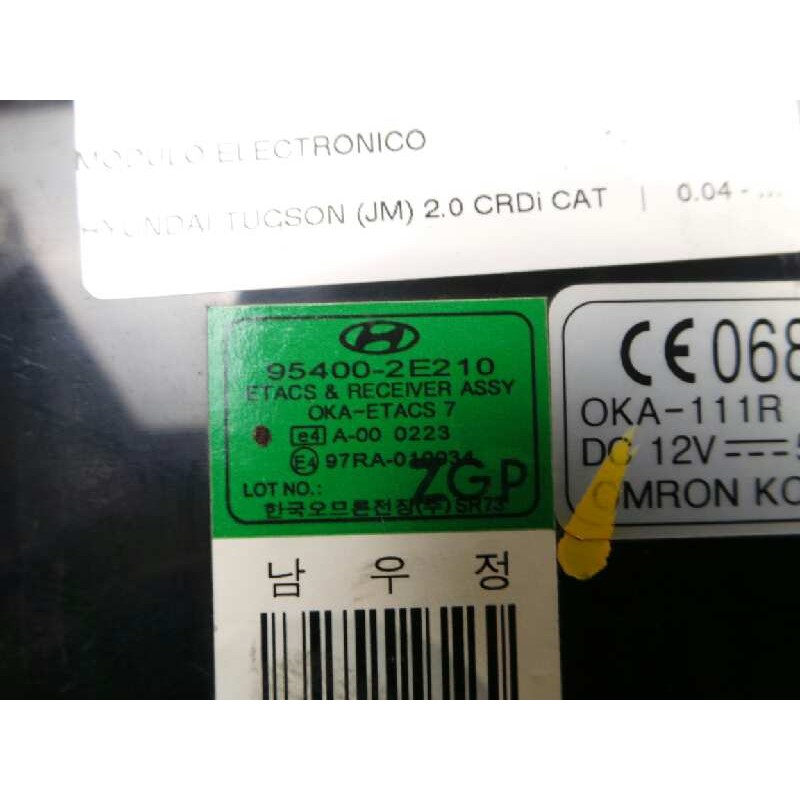 MODULO ELECTRONICO
HYUNDAI TUCSON (JM) 2.0 CRDi CAT | 0.04 - ...
95400-2E210
ETACS & RECEIVER ASSY
OKA-ETACS 7
e4 A-00 0223
E4 97RA-010934
ZGP
LOT NO.:
한국오므론전장(주) SR73
남 우 정
CE 068
OKA-111R
DC 12V
OMRON KO